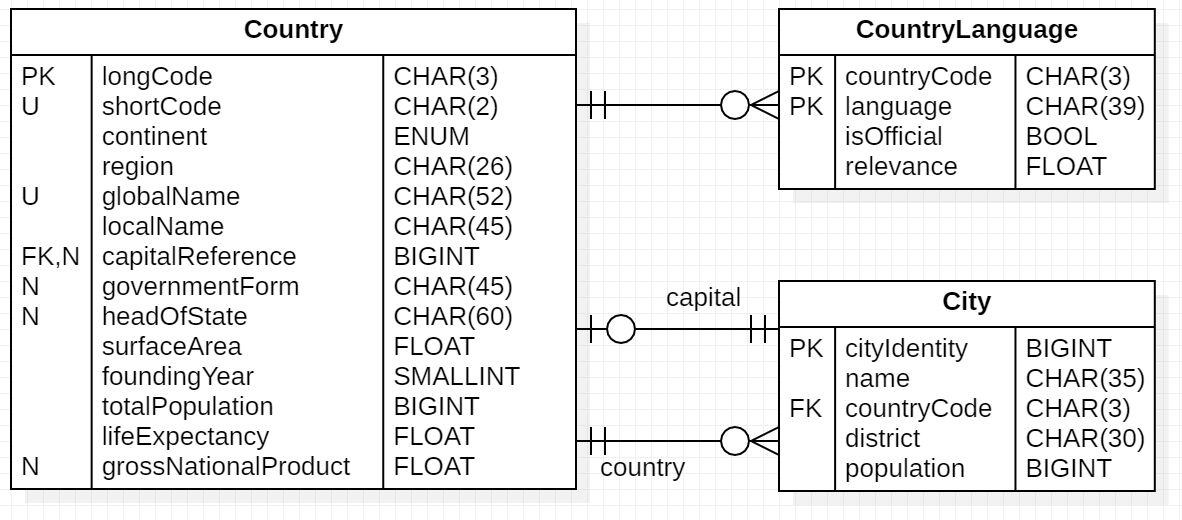 Country
PK longCode CHAR(3)
U shortCode CHAR(2)
continent ENUM
region CHAR(26)
U globalName CHAR(52)
localName CHAR(45)
FK,N capitalReference BIGINT
N governmentForm CHAR(45)
N headOfState CHAR(60)
surfaceArea FLOAT
foundingYear SMALLINT
totalPopulation BIGINT
lifeExpectancy FLOAT
N grossNationalProduct FLOAT
CountryLanguage
PK countryCode CHAR(3)
PK language CHAR(39)
isOfficial BOOL
relevance FLOAT
capital
country
City
PK cityIdentity BIGINT
name CHAR(35)
FK countryCode CHAR(3)
district CHAR(30)
population BIGINT